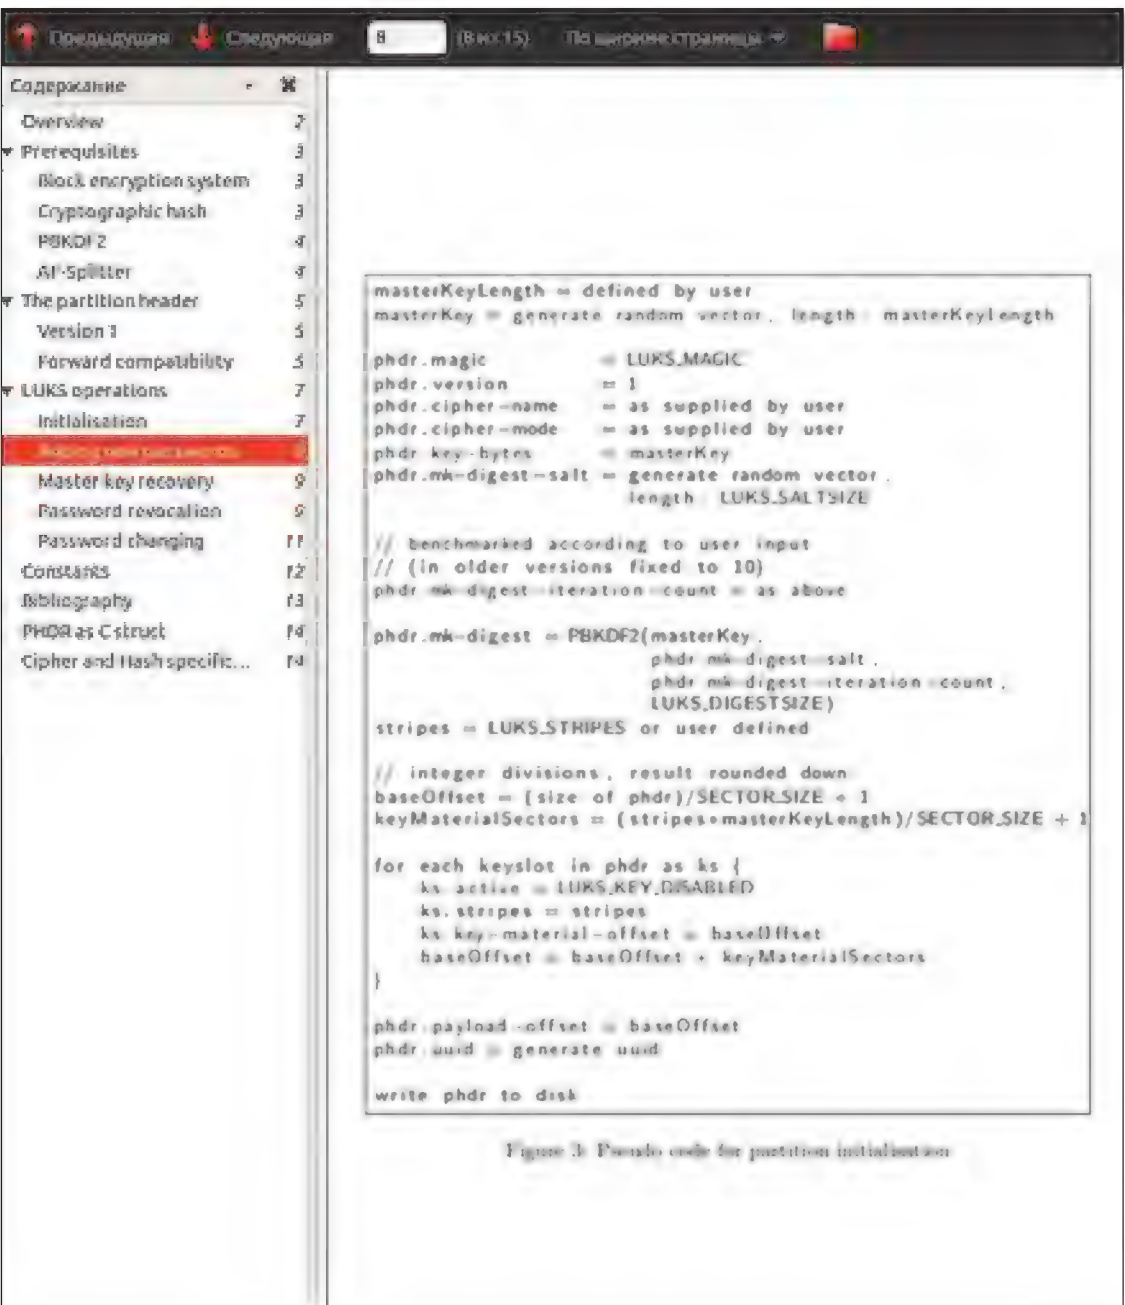 Предыдущая Следующая 8 (8 из 15) По ширине страницы
Содержание
Overview 2
Prerequisites 3
Block encryption system 3
Cryptographic hash 3
PBKDF2 4
AF-Splitter 4
The partition header 5
Version 1 5
Forward compatibility 5
LUKS operations 7
Initialisation 7
Master key recovery 9
Password revocation 9
Password changing 11
Constants 12
Bibliography 13
PHDR as C struct 14
Cipher and Hash specific... 14
masterKeyLength = defined by user
masterKey = generate random vector, length: masterKeyLength
phdr.magic = LUKS_MAGIC
phdr.version = 1
phdr.cipher-name = as supplied by user
phdr.cipher-mode = as supplied by user
phdr.key-bytes = masterKey
phdr.mk-digest-salt = generate random vector,
length: LUKS_SALTSIZE
// benchmarked according to user input
// (in older versions fixed to 10)
phdr.mk-digest-iteration-count = as above
phdr.mk-digest = PBKDF2(masterKey,
phdr.mk-digest-salt,
phdr.mk-digest-iteration-count,
LUKS_DIGESTSIZE)
stripes = LUKS_STRIPES or user defined
// integer divisions, result rounded down
baseOffset = (size of phdr)/SECTOR_SIZE + 1
keyMaterialSectors = (stripes*masterKeyLength)/SECTOR_SIZE + 1
for each keyslot in phdr as ks {
ks.active = LUKS_KEY_DISABLED
ks.stripes = stripes
ks.key-material-offset = baseOffset
baseOffset = baseOffset + keyMaterialSectors
}
phdr.payload-offset = baseOffset
phdr.uuid = generate uuid
write phdr to disk
Figure 3: Pseudo code for partition initialisation